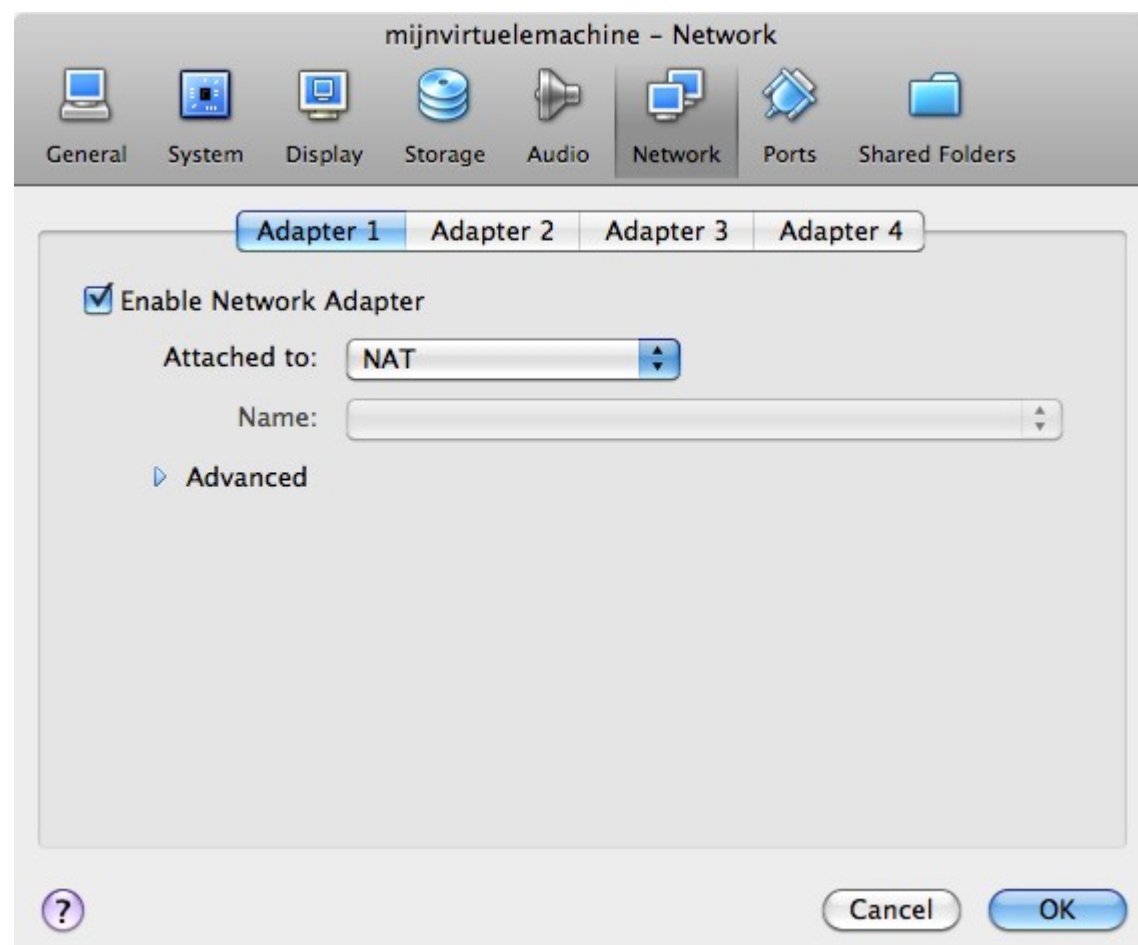 mijnvirtuelemachine – Network
General System Display Storage Audio Network Ports Shared Folders
Adapter 1 Adapter 2 Adapter 3 Adapter 4
Enable Network Adapter
Attached to: NAT
Name:
Advanced
? Cancel OK